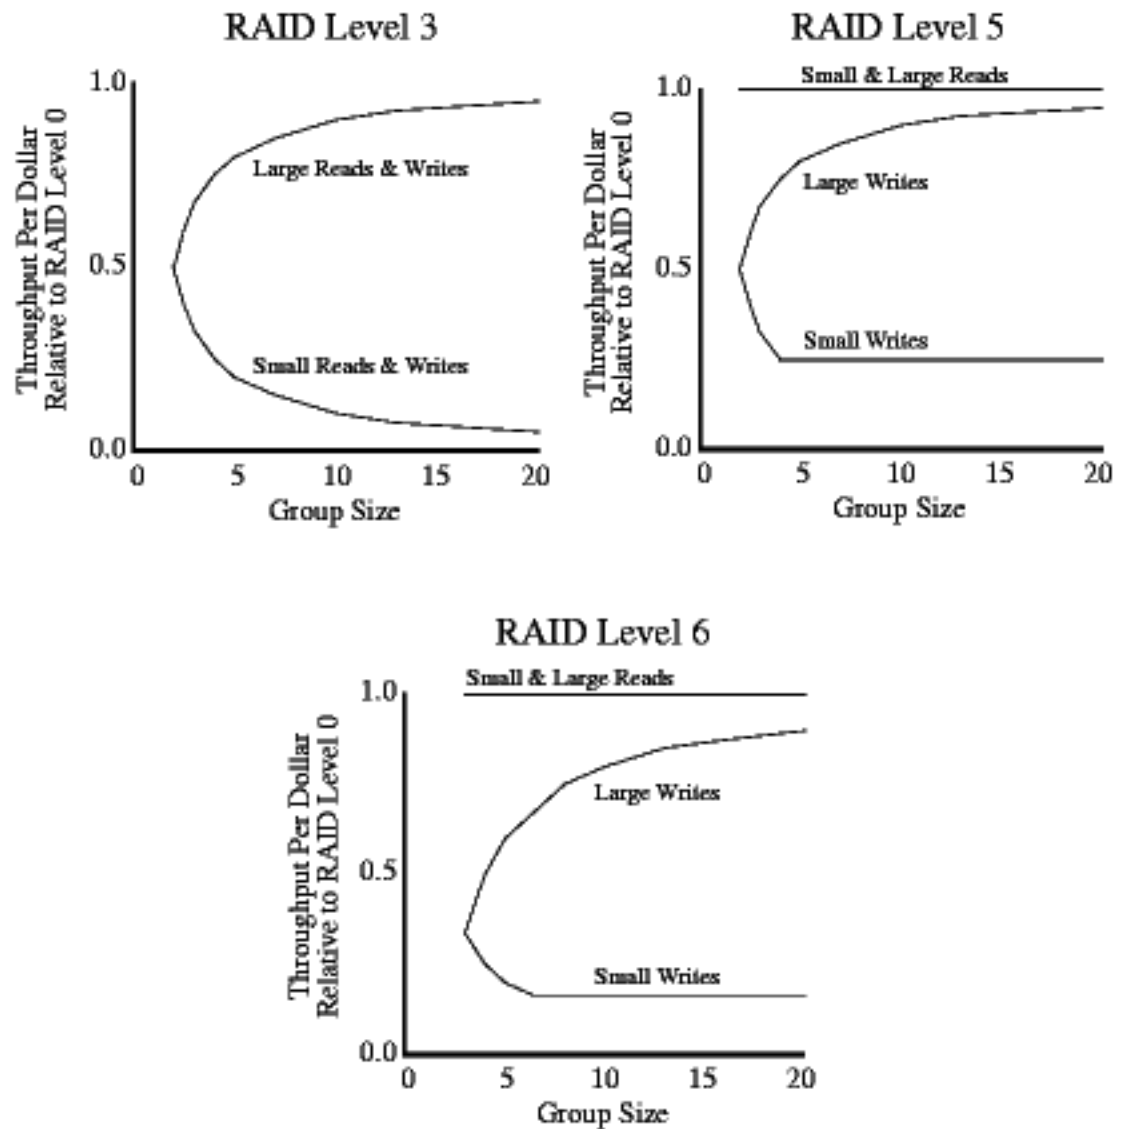 RAID Level 3
1.0
0.5
0.0
Throughput Per Dollar
Relative to RAID Level 0
Large Reads & Writes
Small Reads & Writes
0 5 10 15 20
Group Size
RAID Level 5
1.0
0.5
0.0
Throughput Per Dollar
Relative to RAID Level 0
Small & Large Reads
Large Writes
Small Writes
0 5 10 15 20
Group Size
RAID Level 6
1.0
0.5
0.0
Throughput Per Dollar
Relative to RAID Level 0
Small & Large Reads
Large Writes
Small Writes
0 5 10 15 20
Group Size